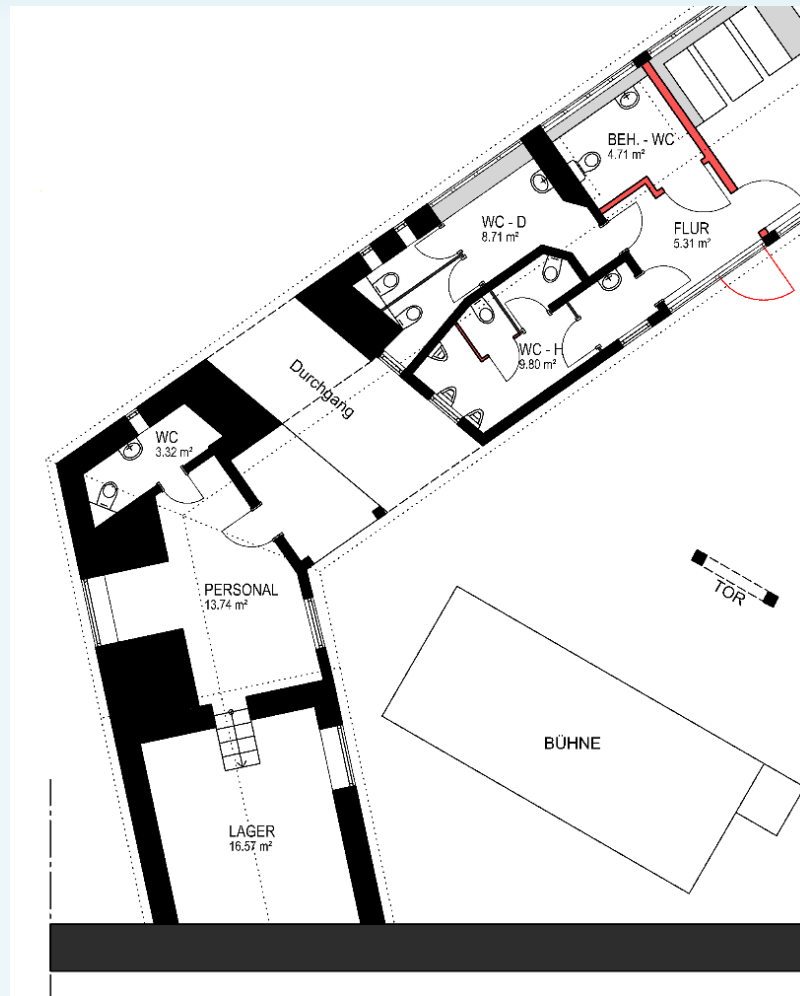 BEH. - WC
4.71 m²
WC - D
8.71 m²
FLUR
5.31 m²
WC - H
9.80 m²
Durchgang
WC
3.32 m²
PERSONAL
13.74 m²
TOR
BÜHNE
LAGER
16.57 m²